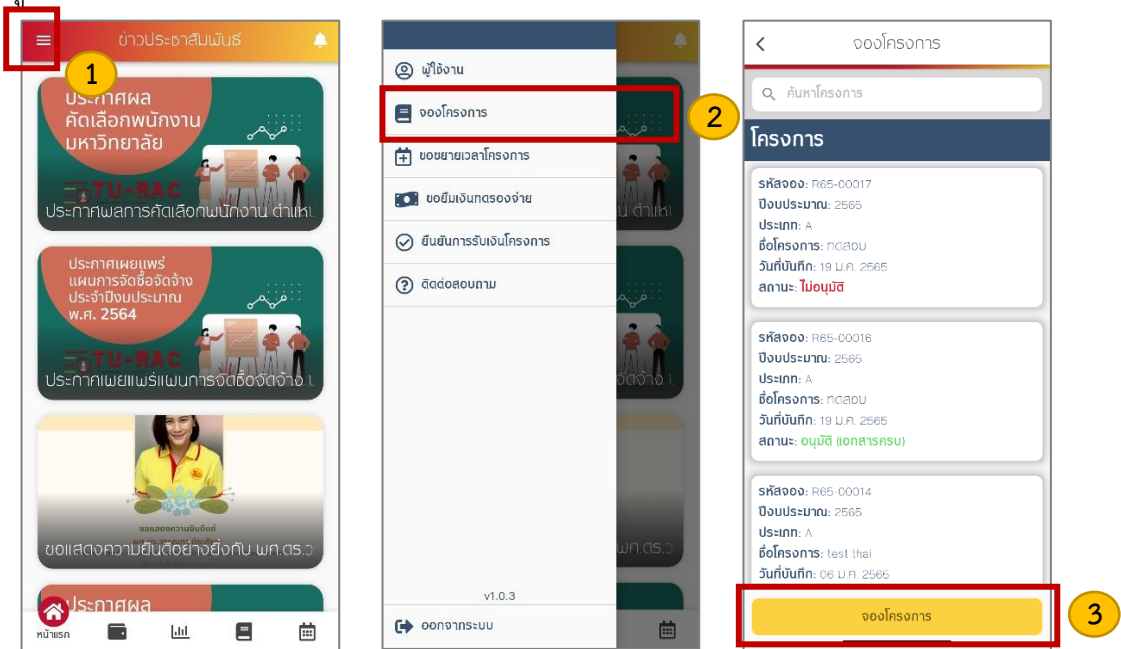 ข่าวประชาสัมพันธ์
1
ประกาศผล
คัดเลือกพนักงาน
มหาวิทยาลัย
TU-RAC
ประกาศผลการคัดเลือกพนักงาน ตำแหน่
ประกาศเผยแพร่
แผนการจัดซื้อจัดจ้าง
ประจำปีงบประมาณ
พ.ศ. 2564
TU-RAC
ประกาศเผยแพร่แผนการจัดซื้อจัดจ้าง
ขอแสดงความยินดีแด่
ขอแสดงความยินดีอย่างยิ่งกับ ผศ.ดร.ว
ประกาศผล
หน้าแรก
ผู้ใช้งาน
จองโครงการ
2
ขอขยายเวลาโครงการ
ขอยืมเงินทดรองจ่าย
ยืนยันการรับเงินโครงการ
ติดต่อสอบถาม
v1.0.3
ออกจากระบบ
จองโครงการ
ค้นหาโครงการ
โครงการ
รหัสจอง: R65-00017
ปีงบประมาณ: 2565
ประเภท: A
ชื่อโครงการ: ทดสอบ
วันที่บันทึก: 19 ม.ค. 2565
สถานะ: ไม่อนุมัติ
รหัสจอง: R65-00016
ปีงบประมาณ: 2565
ประเภท: A
ชื่อโครงการ: ทดสอบ
วันที่บันทึก: 19 ม.ค. 2565
สถานะ: อนุมัติ (เอกสารครบ)
รหัสจอง: R65-00014
ปีงบประมาณ: 2565
ประเภท: A
ชื่อโครงการ: test thai
วันที่บันทึก: 06 ม.ค. 2565
จองโครงการ
3